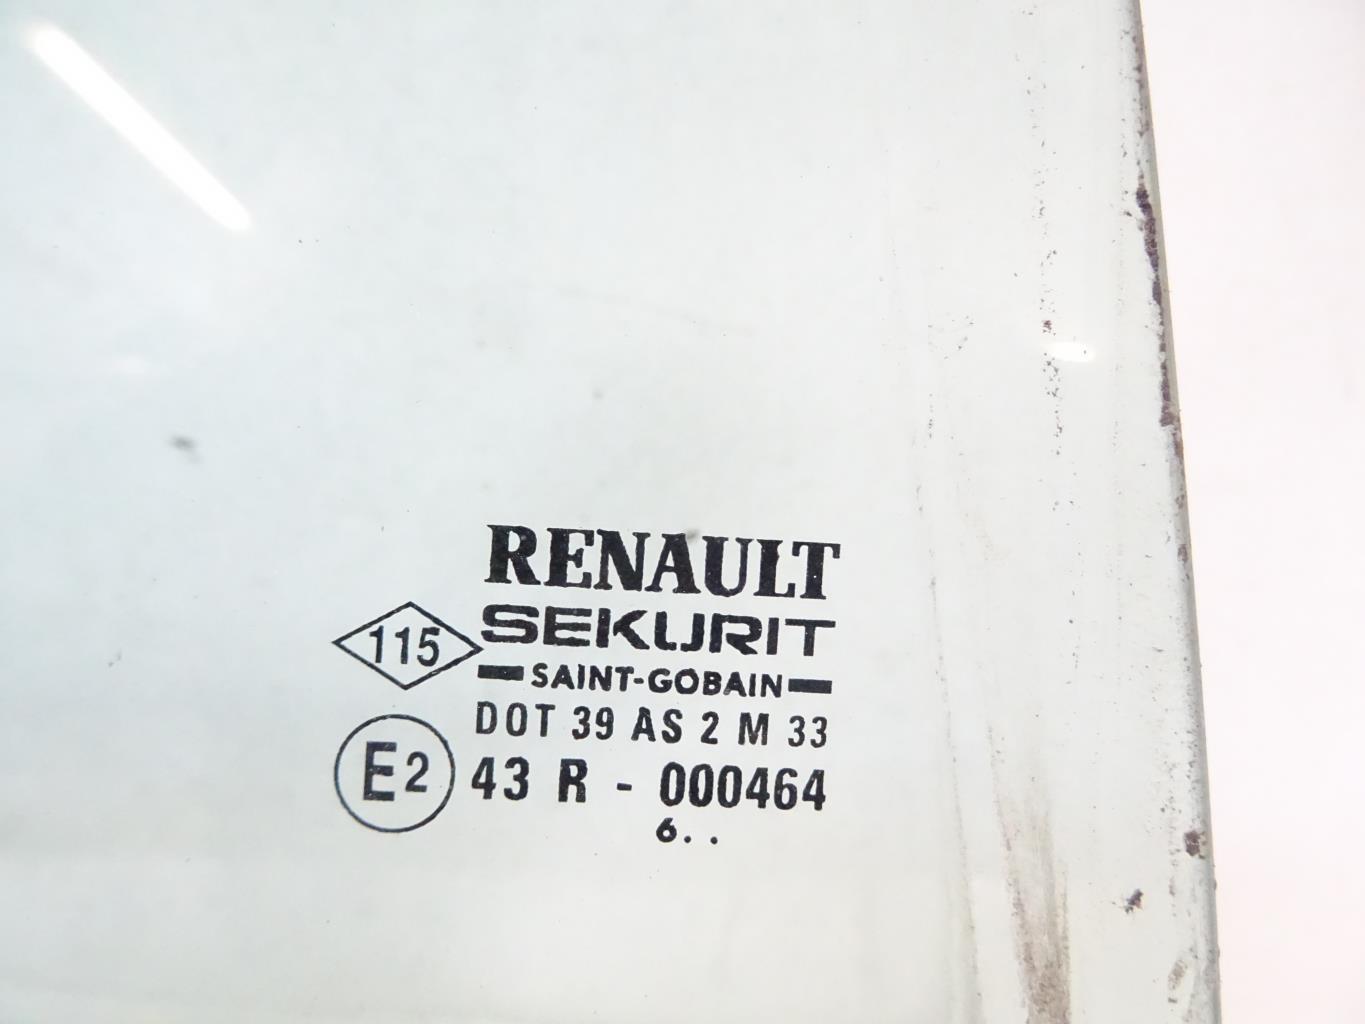 RENAULT
115 SEKURIT
SAINT-GOBAIN
DOT 39 AS 2 M 33
E2 43 R - 000464
6. .